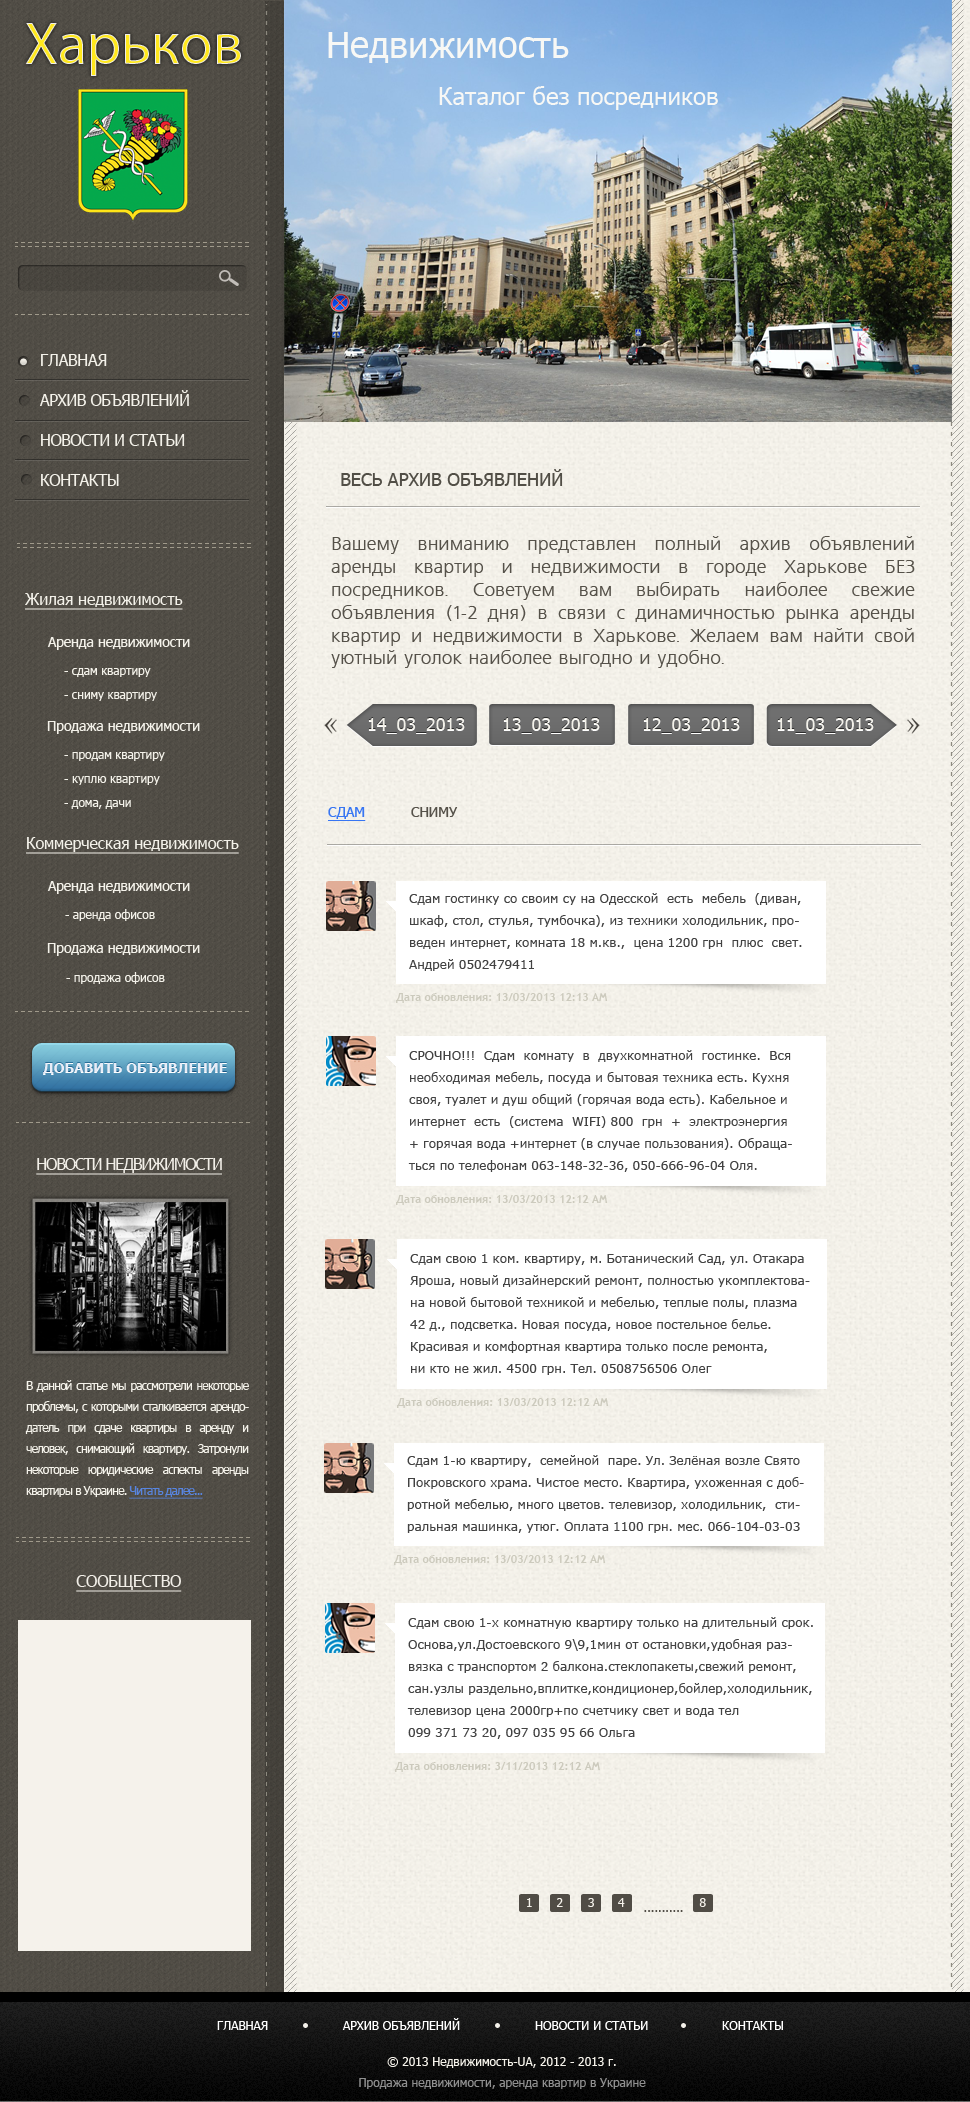 Харьков
ГЛАВНАЯ
АРХИВ ОБЪЯВЛЕНИЙ
НОВОСТИ И СТАТЬИ
КОНТАКТЫ
Жилая недвижимость
Аренда недвижимости
- сдам квартиру
- сниму квартиру
Продажа недвижимости
- продам квартиру
- куплю квартиру
- дома, дачи
Коммерческая недвижимость
Аренда недвижимости
- аренда офисов
Продажа недвижимости
- продажа офисов
ДОБАВИТЬ ОБЪЯВЛЕНИЕ
НОВОСТИ НЕДВИЖИМОСТИ
В данной статье мы рассмотрели некоторые
проблемы, с которыми сталкивается арендо-
датель при сдаче квартиры в аренду и
человек, снимающий квартиру. Затронули
некоторые юридические аспекты аренды
квартиры в Украине. Читать далее...
СООБЩЕСТВО
Недвижимость
Каталог без посредников
ВЕСЬ АРХИВ ОБЪЯВЛЕНИЙ
Вашему вниманию представлен полный архив объявлений
аренды квартир и недвижимости в городе Харькове БЕЗ
посредников. Советуем вам выбирать наиболее свежие
объявления (1-2 дня) в связи с динамичностью рынка аренды
квартир и недвижимости в Харькове. Желаем вам найти свой
уютный уголок наиболее выгодно и удобно.
« 14_03_2013 13_03_2013 12_03_2013 11_03_2013 »
СДАМ СНИМУ
Сдам гостинку со своим су на Одесской есть мебель (диван,
шкаф, стол, стулья, тумбочка), из техники холодильник, про-
веден интернет, комната 18 м.кв., цена 1200 грн плюс свет.
Андрей 0502479411
Дата обновления: 13/03/2013 12:13 AM
СРОЧНО!!! Сдам комнату в двухкомнатной гостинке. Вся
необходимая мебель, посуда и бытовая техника есть. Кухня
своя, туалет и душ общий (горячая вода есть). Кабельное и
интернет есть (система WIFI) 800 грн + электроэнергия
+ горячая вода +интернет (в случае пользования). Обраща-
ться по телефонам 063-148-32-36, 050-666-96-04 Оля.
Дата обновления: 13/03/2013 12:12 AM
Сдам свою 1 ком. квартиру, м. Ботанический Сад, ул. Отакара
Яроша, новый дизайнерский ремонт, полностью укомплектова-
на новой бытовой техникой и мебелью, теплые полы, плазма
42 д., подсветка. Новая посуда, новое постельное белье.
Красивая и комфортная квартира только после ремонта,
ни кто не жил. 4500 грн. Тел. 0508756506 Олег
Дата обновления: 13/03/2013 12:12 AM
Сдам 1-ю квартиру, семейной паре. Ул. Зелёная возле Свято
Покровского храма. Чистое место. Квартира, ухоженная с доб-
ротной мебелью, много цветов. телевизор, холодильник, сти-
ральная машинка, утюг. Оплата 1100 грн. мес. 066-104-03-03
Дата обновления: 13/03/2013 12:12 AM
Сдам свою 1-х комнатную квартиру только на длительный срок.
Основа,ул.Достоевского 9\9,1мин от остановки,удобная раз-
вязка с транспортом 2 балкона.стеклопакеты,свежий ремонт,
сан.узлы раздельно,вплитке,кондиционер,бойлер,холодильник,
телевизор цена 2000гр+по счетчику свет и вода тел
099 371 73 20, 097 035 95 66 Ольга
Дата обновления: 3/11/2013 12:12 AM
1 2 3 4 ........... 8
ГЛАВНАЯ • АРХИВ ОБЪЯВЛЕНИЙ • НОВОСТИ И СТАТЬИ • КОНТАКТЫ
© 2013 Недвижимость-UA, 2012 - 2013 г.
Продажа недвижимости, аренда квартир в Украине